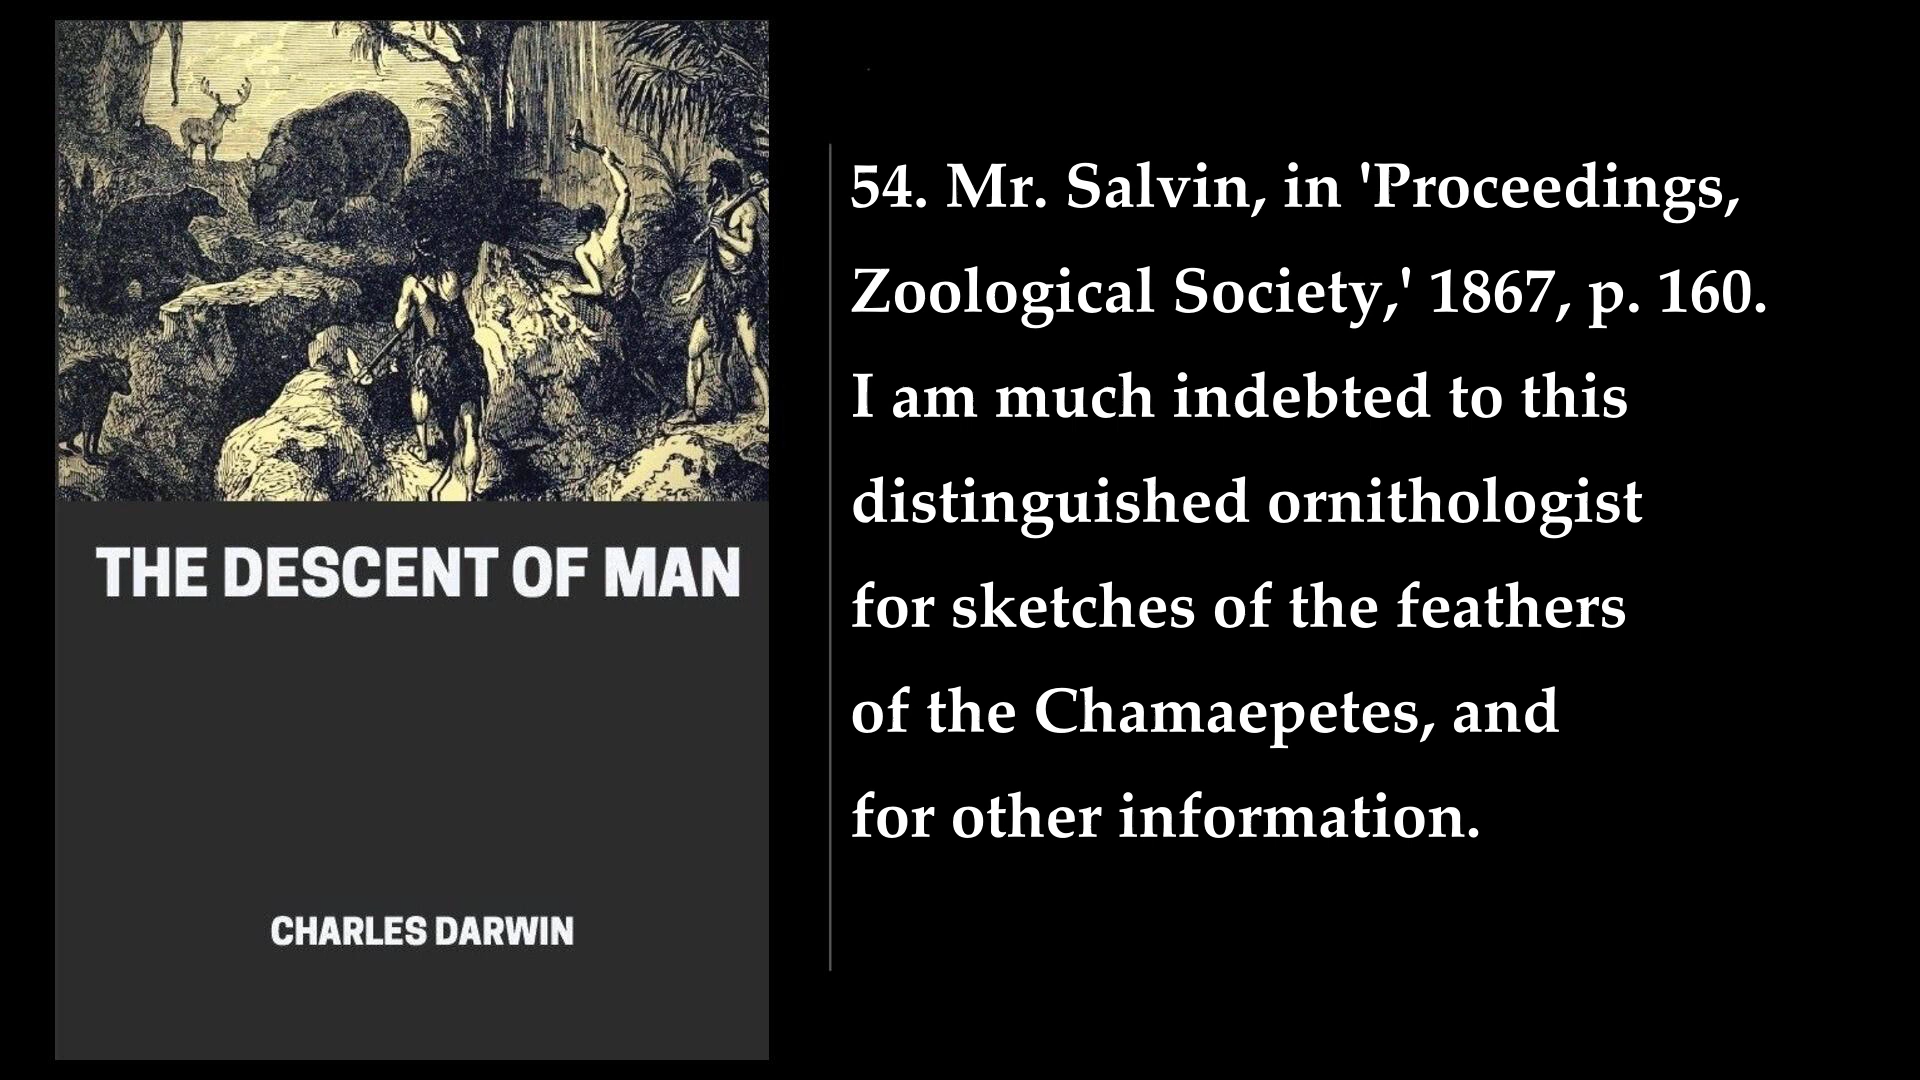 THE DESCENT OF MAN
CHARLES DARWIN
54. Mr. Salvin, in 'Proceedings,
Zoological Society,' 1867, p. 160.
I am much indebted to this
distinguished ornithologist
for sketches of the feathers
of the Chamaepetes, and
for other information.